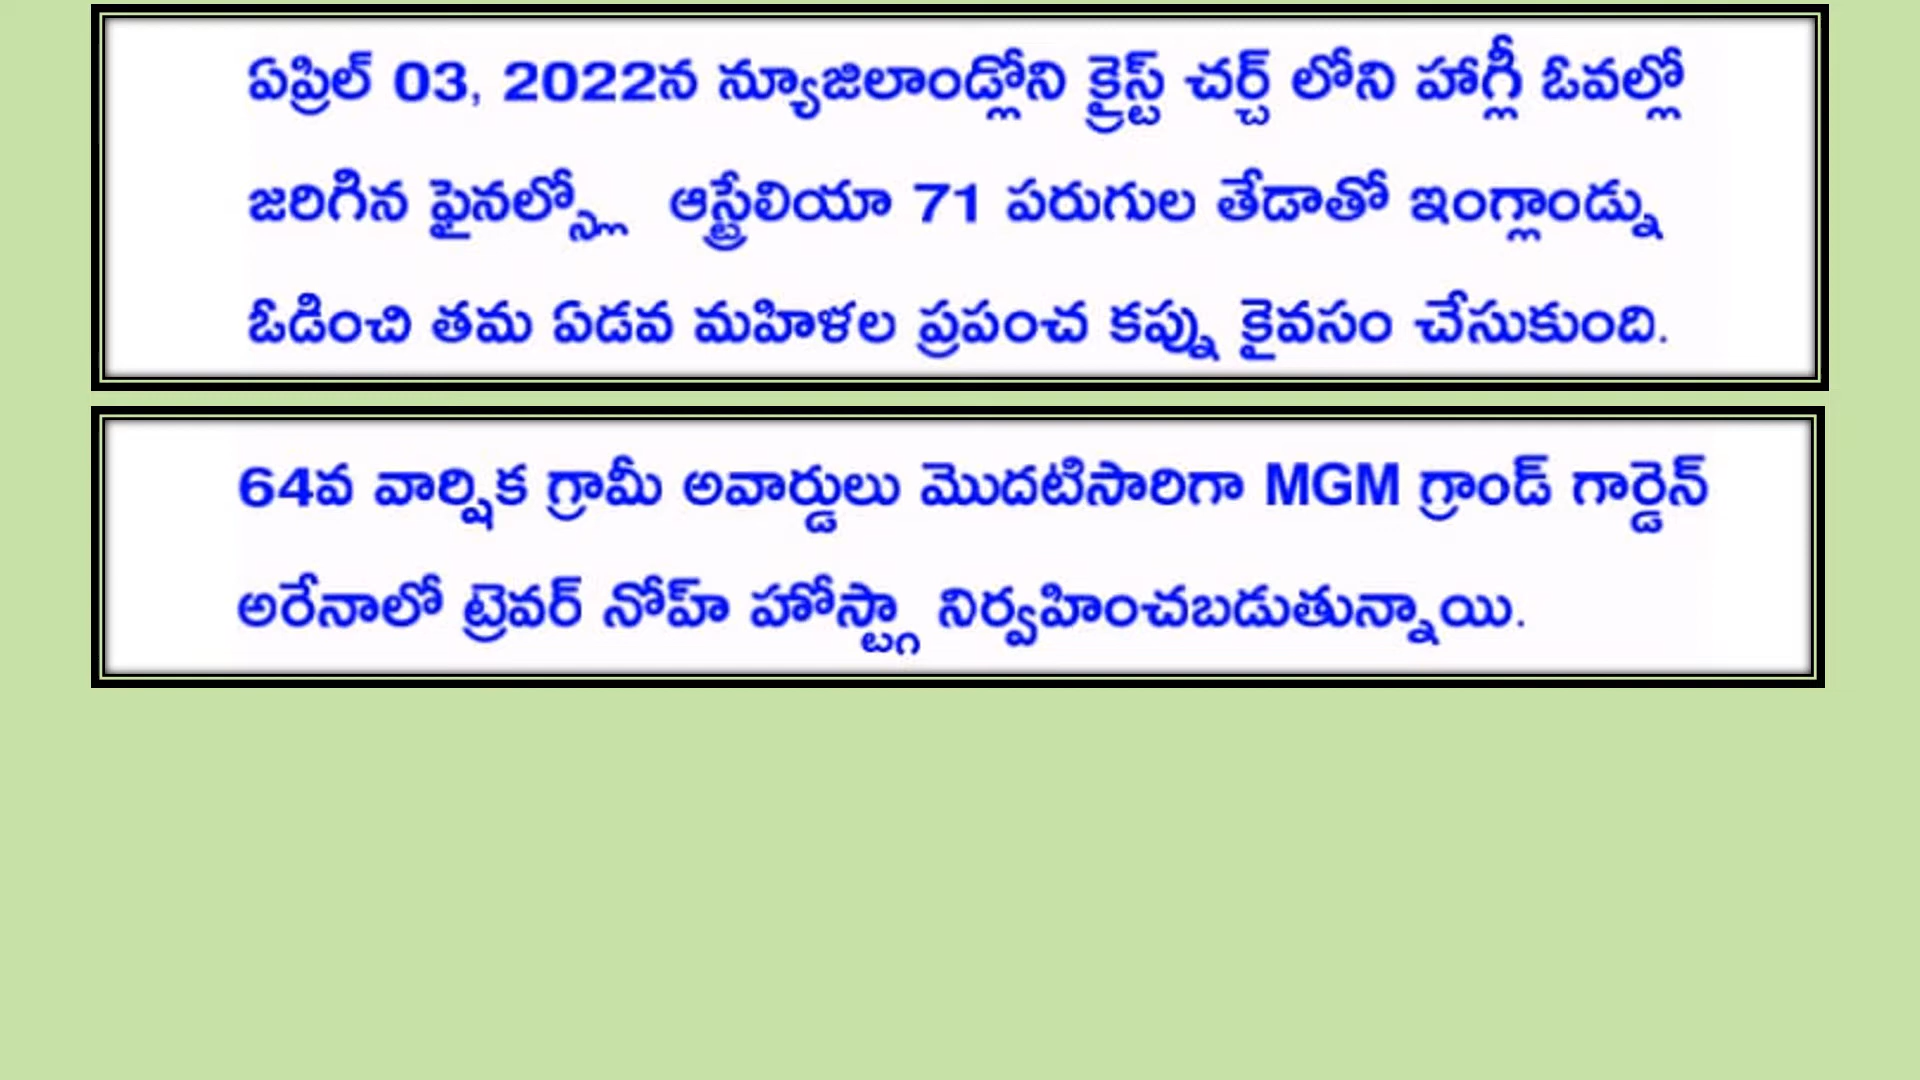 ఏప్రిల్ 03, 2022న న్యూజిలాండ్లోని క్రైస్ట్ చర్చ్ లోని హాగ్లీ ఓవల్లో
జరిగిన ఫైనల్స్లో ఆస్ట్రేలియా 71 పరుగుల తేడాతో ఇంగ్లాండ్ను
ఓడించి తమ ఏడవ మహిళల ప్రపంచ కప్ను కైవసం చేసుకుంది.
64వ వార్షిక గ్రామీ అవార్డులు మొదటిసారిగా MGM గ్రాండ్ గార్డెన్
అరేనాలో ట్రెవర్ నోహ్ హోస్ట్గా నిర్వహించబడుతున్నాయి.